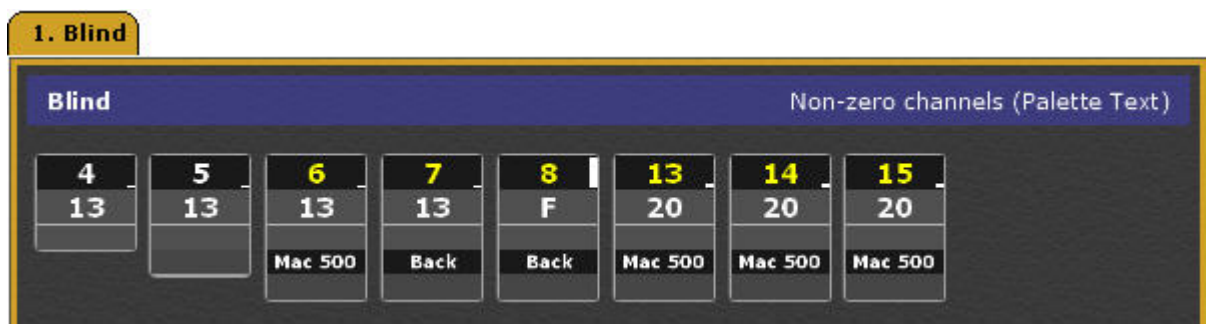 1. Blind
Blind Non-zero channels (Palette Text)
4 5 6 7 8 13 14 15
13 13 13 13 F 20 20 20
Mac 500 Back Back Mac 500 Mac 500 Mac 500